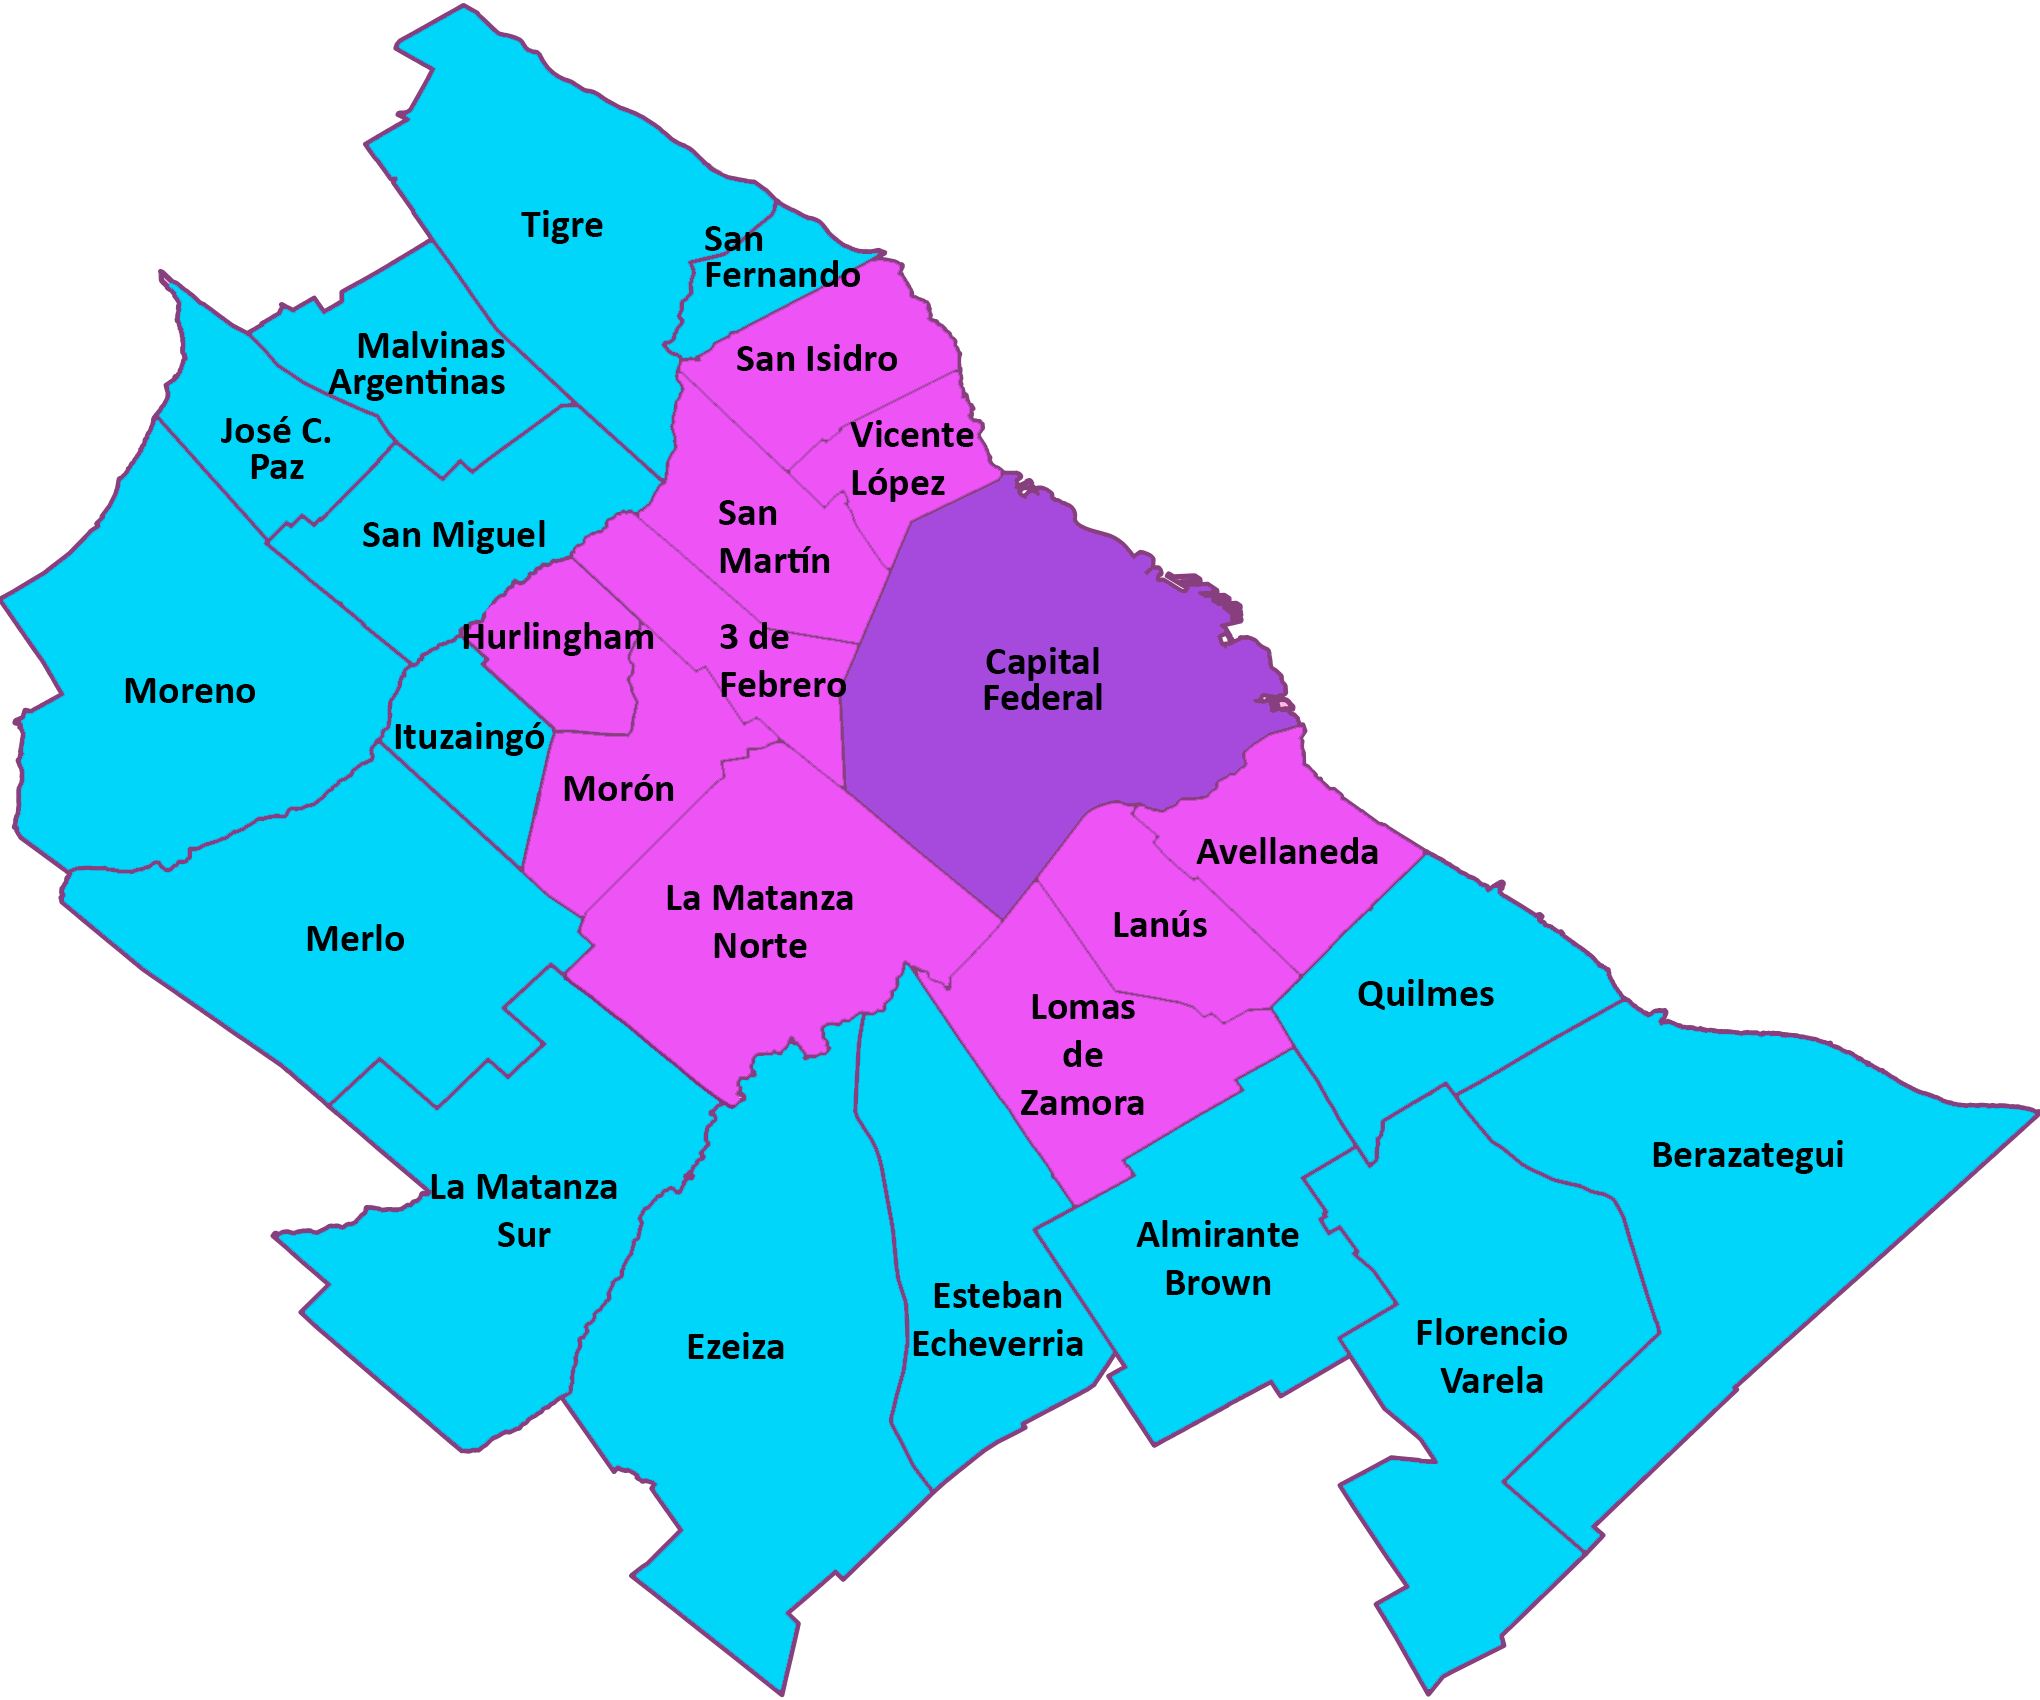 Tigre
San
Fernando
Malvinas
Argentinas
San Isidro
José C.
Paz
Vicente
López
San Miguel
San
Martín
Hurlingham
3 de
Febrero
Capital
Federal
Moreno
Ituzaingó
Morón
Avellaneda
La Matanza
Norte
Lanús
Merlo
Quilmes
Lomas
de
Zamora
Berazategui
La Matanza
Sur
Almirante
Brown
Esteban
Echeverria
Ezeiza
Florencio
Varela